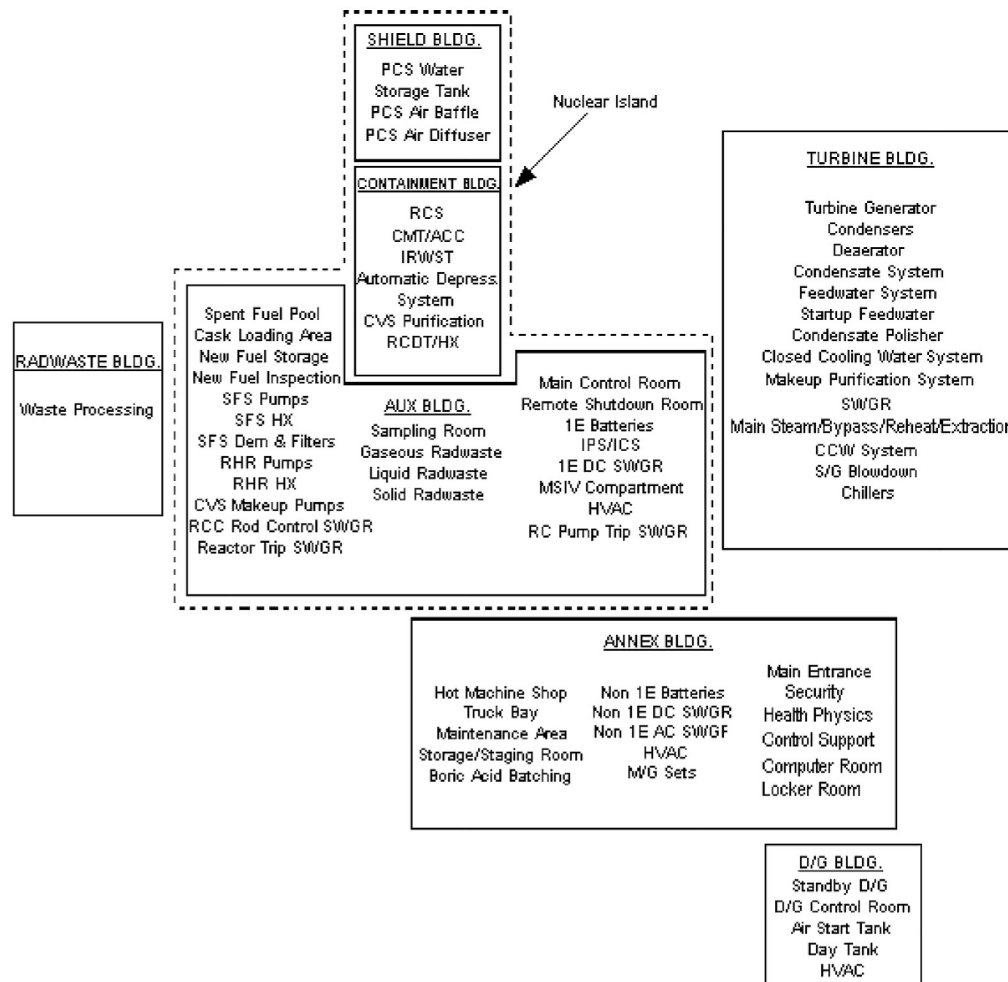 SHIELD BLDG.
PCS Water
Storage Tank
PCS Air Baffle
PCS Air Diffuser
Nuclear Island
CONTAINMENT BLDG.
RCS
CMT/ACC
IRWST
Automatic Depress.
System
CVS Purification
RCDT/HX
TURBINE BLDG.
Turbine Generator
Condensers
Deaerator
Condensate System
Feedwater System
Startup Feedwater
Condensate Polisher
Closed Cooling Water System
Makeup Purification System
SWGR
Main Steam/Bypass/Reheat/Extraction
CCW System
S/G Blowdown
Chillers
RADWASTE BLDG.
Waste Processing
Spent Fuel Pool
Cask Loading Area
New Fuel Storage
New Fuel Inspection
SFS Pumps
SFS HX
SFS Dem & Filters
RHR Pumps
RHR HX
CVS Makeup Pumps
RCC Rod Control SWGR
Reactor Trip SWGR
AUX BLDG.
Sampling Room
Gaseous Radwaste
Liquid Radwaste
Solid Radwaste
Main Control Room
Remote Shutdown Room
1E Batteries
IPS/ICS
1E DC SWGR
MSIV Compartment
HVAC
RC Pump Trip SWGR
ANNEX BLDG.
Hot Machine Shop
Truck Bay
Maintenance Area
Storage/Staging Room
Boric Acid Batching
Non 1E Batteries
Non 1E DC SWGR
Non 1E AC SWGF
HVAC
M/G Sets
Main Entrance
Security
Health Physics
Control Support
Computer Room
Locker Room
D/G BLDG.
Standby D/G
D/G Control Room
Air Start Tank
Day Tank
HVAC